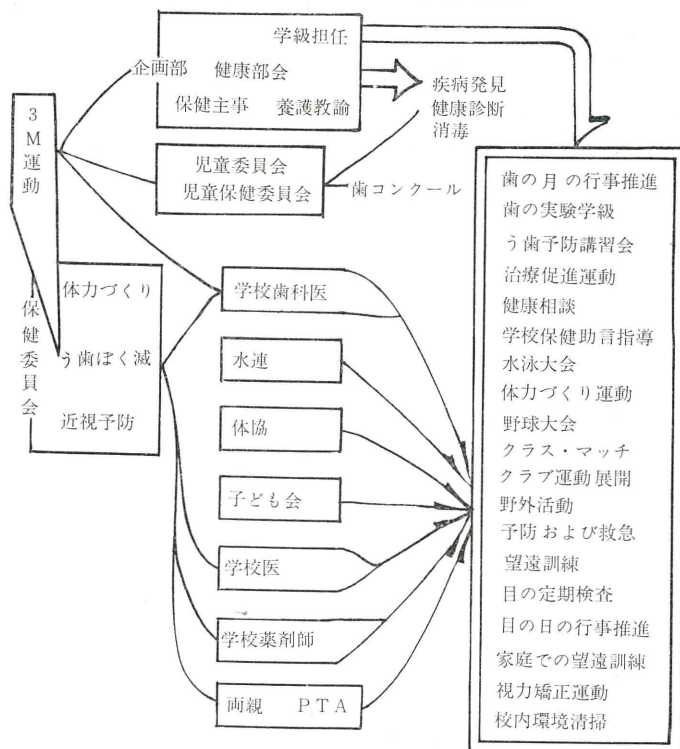 学級担任
企画部 健康部会
保健主事 養護教論
疾病発見
健康診断
消毒
3M運動
児童委員会
児童保健委員会
歯コンクール
保健委員会
体力づくり
う歯ぼく滅
近視予防
学校歯科医
水連
体協
子ども会
学校医
学校薬剤師
両親 PTA
歯の月の行事推進
歯の実験学級
う歯予防講習会
治療促進運動
健康相談
学校保健助言指導
水泳大会
体力づくり運動
野球大会
クラス・マッチ
クラブ運動展開
野外活動
予防および救急
望遠訓練
目の定期検査
目の日の行事推進
家庭での望遠訓練
視力矯正運動
校内環境清掃